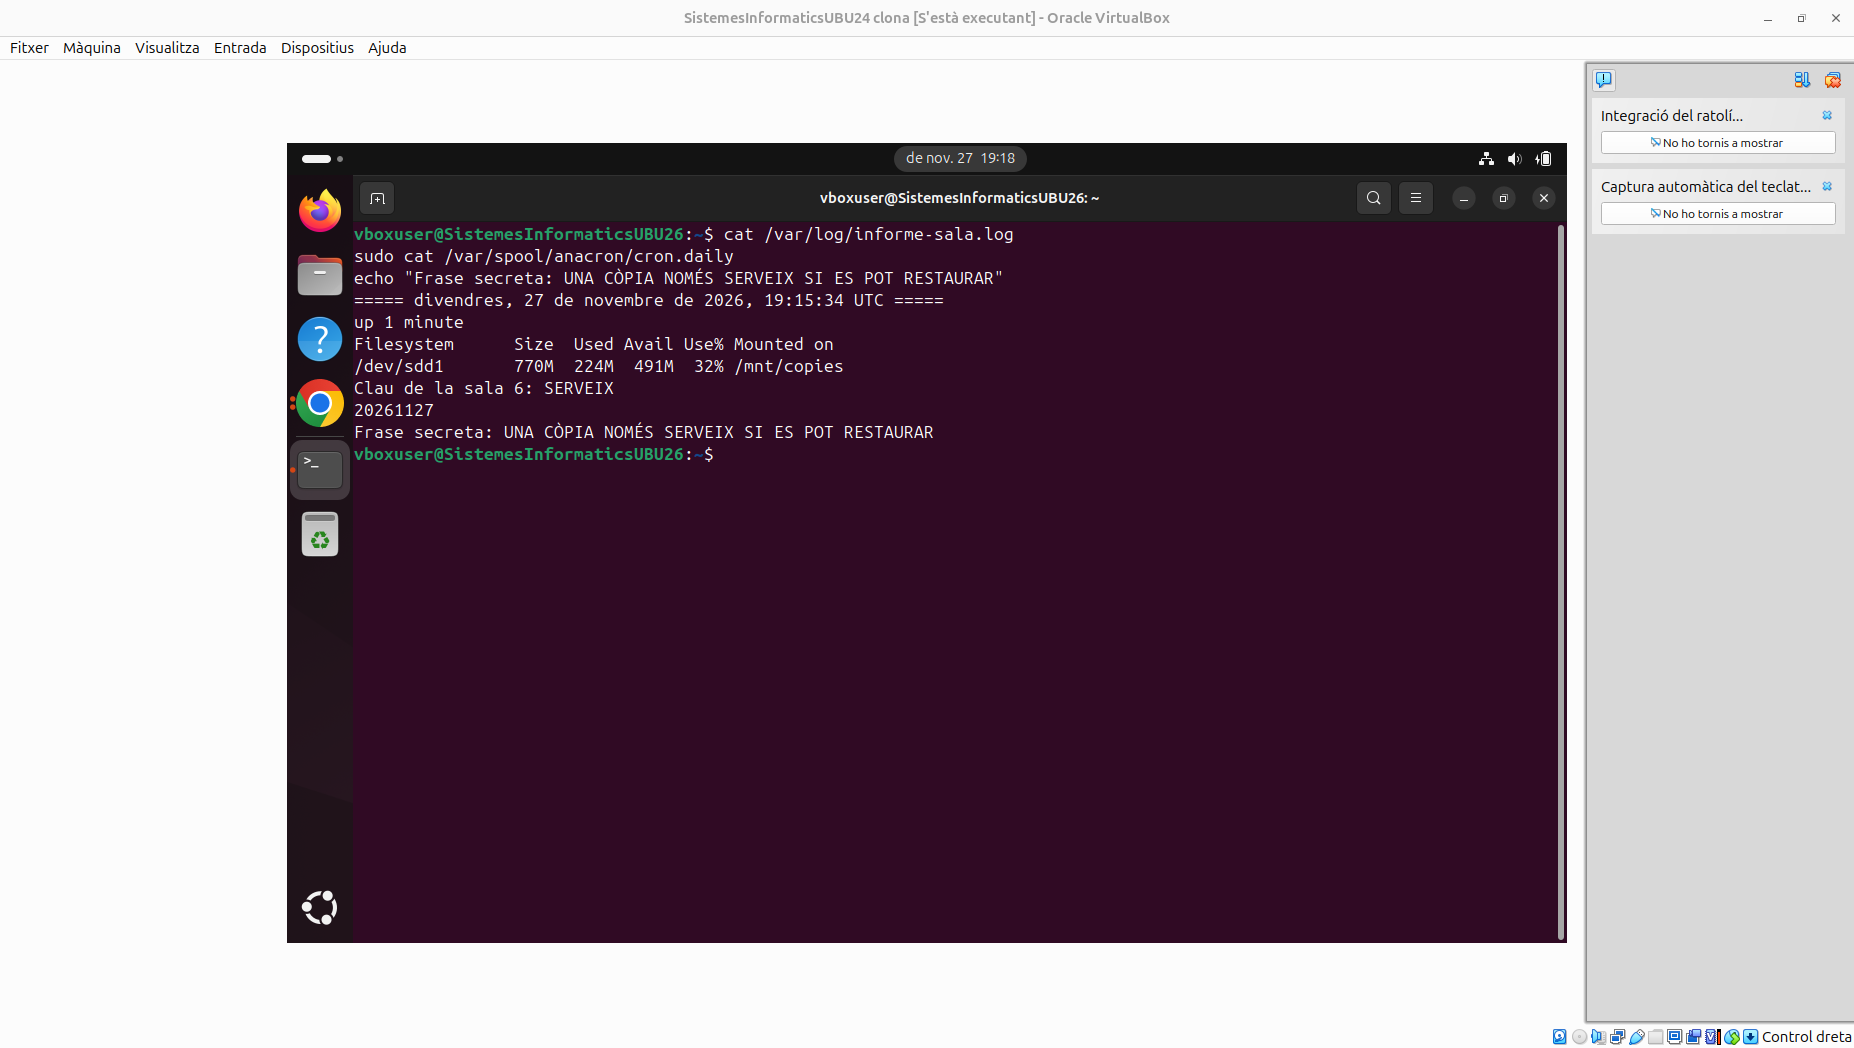 SistemesInformaticsUBU24 clona [S'està executant] - Oracle VirtualBox
Fitxer Màquina Visualitza Entrada Dispositius Ajuda
Integració del ratolí...
No ho tornis a mostrar
Captura automàtica del teclat...
No ho tornis a mostrar
de nov. 27 19:18
vboxuser@SistemesInformaticsUBU26: ~
vboxuser@SistemesInformaticsUBU26:~$ cat /var/log/informe-sala.log
sudo cat /var/spool/anacron/cron.daily
echo "Frase secreta: UNA CÒPIA NOMÉS SERVEIX SI ES POT RESTAURAR"
===== divendres, 27 de novembre de 2026, 19:15:34 UTC =====
up 1 minute
Filesystem      Size  Used Avail Use% Mounted on
/dev/sdd1       770M  224M  491M  32% /mnt/copies
Clau de la sala 6: SERVEIX
20261127
Frase secreta: UNA CÒPIA NOMÉS SERVEIX SI ES POT RESTAURAR
vboxuser@SistemesInformaticsUBU26:~$
Control dreta